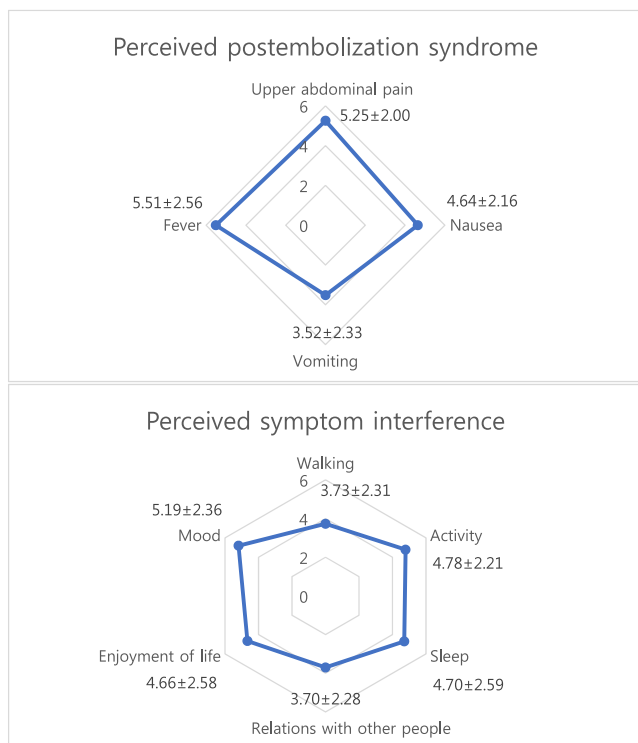 Perceived postembolization syndrome
Upper abdominal pain
6
5.25±2.00
4
5.51±2.56
4.64±2.16
2
Fever
0
Nausea
3.52±2.33
Vomiting
Perceived symptom interference
Walking
6
3.73±2.31
5.19±2.36
Mood
4
Activity
4.78±2.21
2
0
Enjoyment of life
Sleep
4.66±2.58
4.70±2.59
3.70±2.28
Relations with other people